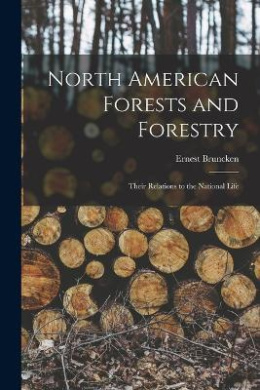 NORTH AMERICAN
FORESTS AND
FORESTRY
Ernest Bruncken
Their Relations to the National Life